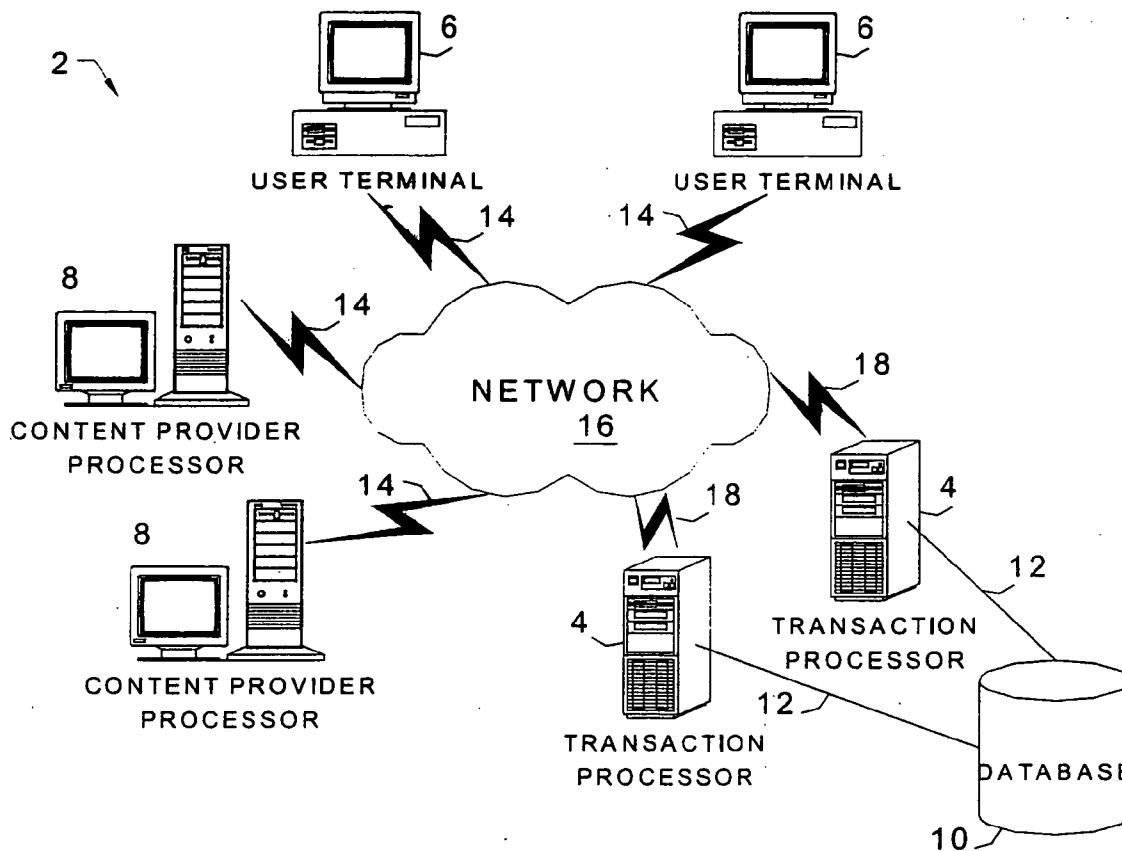 2
6
6
USER TERMINAL
USER TERMINAL
14
14
8
14
CONTENT PROVIDER
PROCESSOR
NETWORK
16
18
4
8
14
18
12
4
TRANSACTION
PROCESSOR
CONTENT PROVIDER
PROCESSOR
12
TRANSACTION
PROCESSOR
DATABASE
10